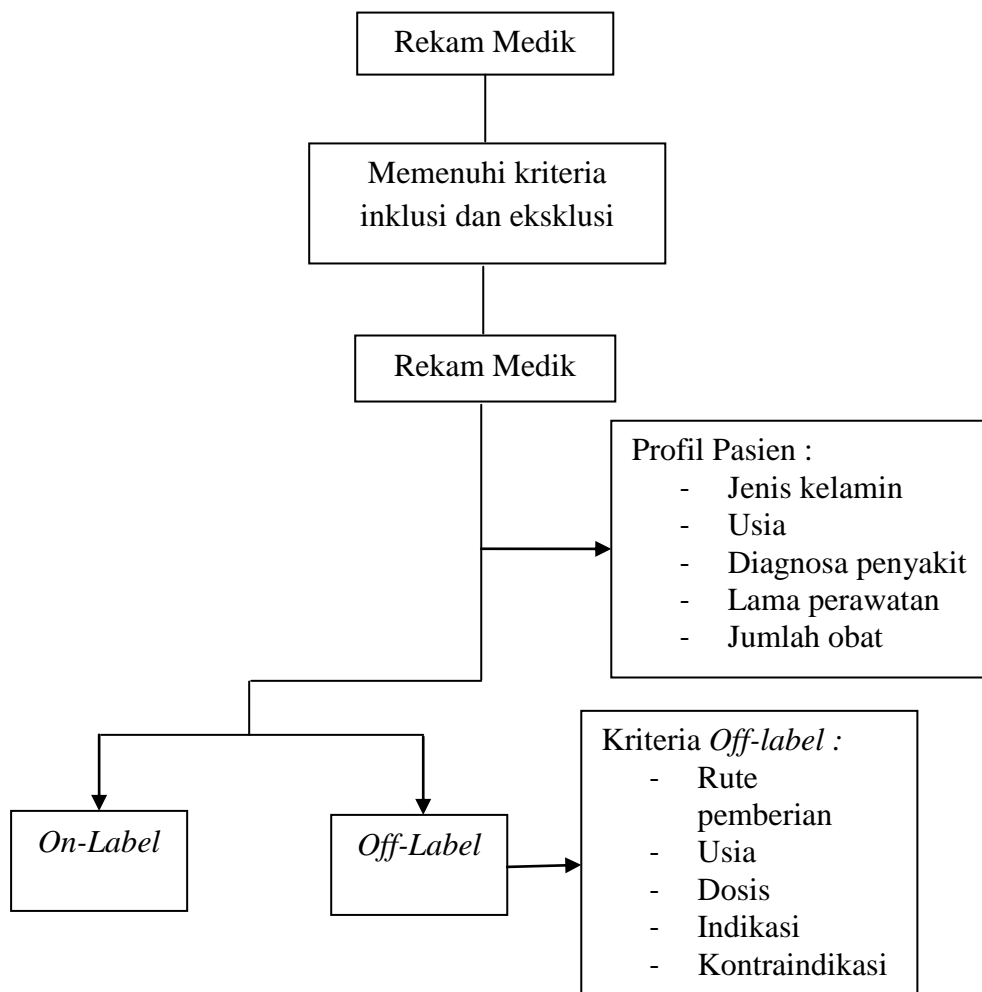 Rekam Medik
Memenuhi kriteria
inklusi dan eksklusi
Rekam Medik
Profil Pasien :
- Jenis kelamin
- Usia
- Diagnosa penyakit
- Lama perawatan
- Jumlah obat
On-Label
Off-Label
Kriteria Off-label :
- Rute
pemberian
- Usia
- Dosis
- Indikasi
- Kontraindikasi